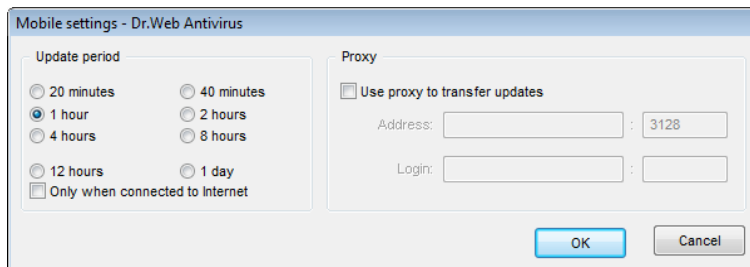 Mobile settings - Dr.Web Antivirus
Update period
20 minutes 40 minutes
1 hour 2 hours
4 hours 8 hours
12 hours 1 day
Only when connected to Internet
Proxy
Use proxy to transfer updates
Address: : 3128
Login: :
OK Cancel